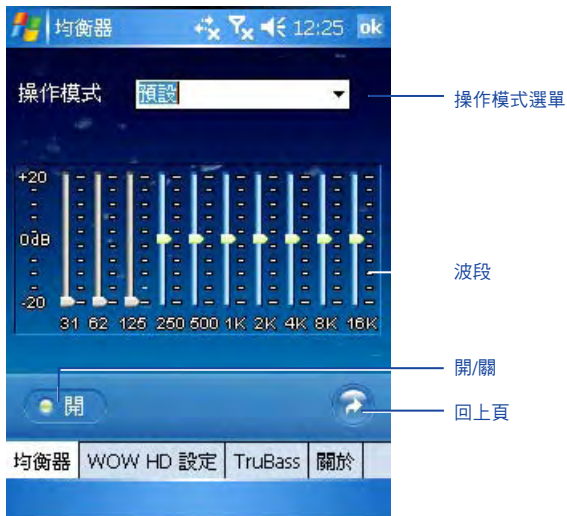 均衡器 12:25 ok
操作模式 預設
操作模式選單
+20
0dB
-20
波段
31 62 125 250 500 1K 2K 4K 8K 16K
開/關
開
回上頁
均衡器 WOW HD 設定 TruBass 關於